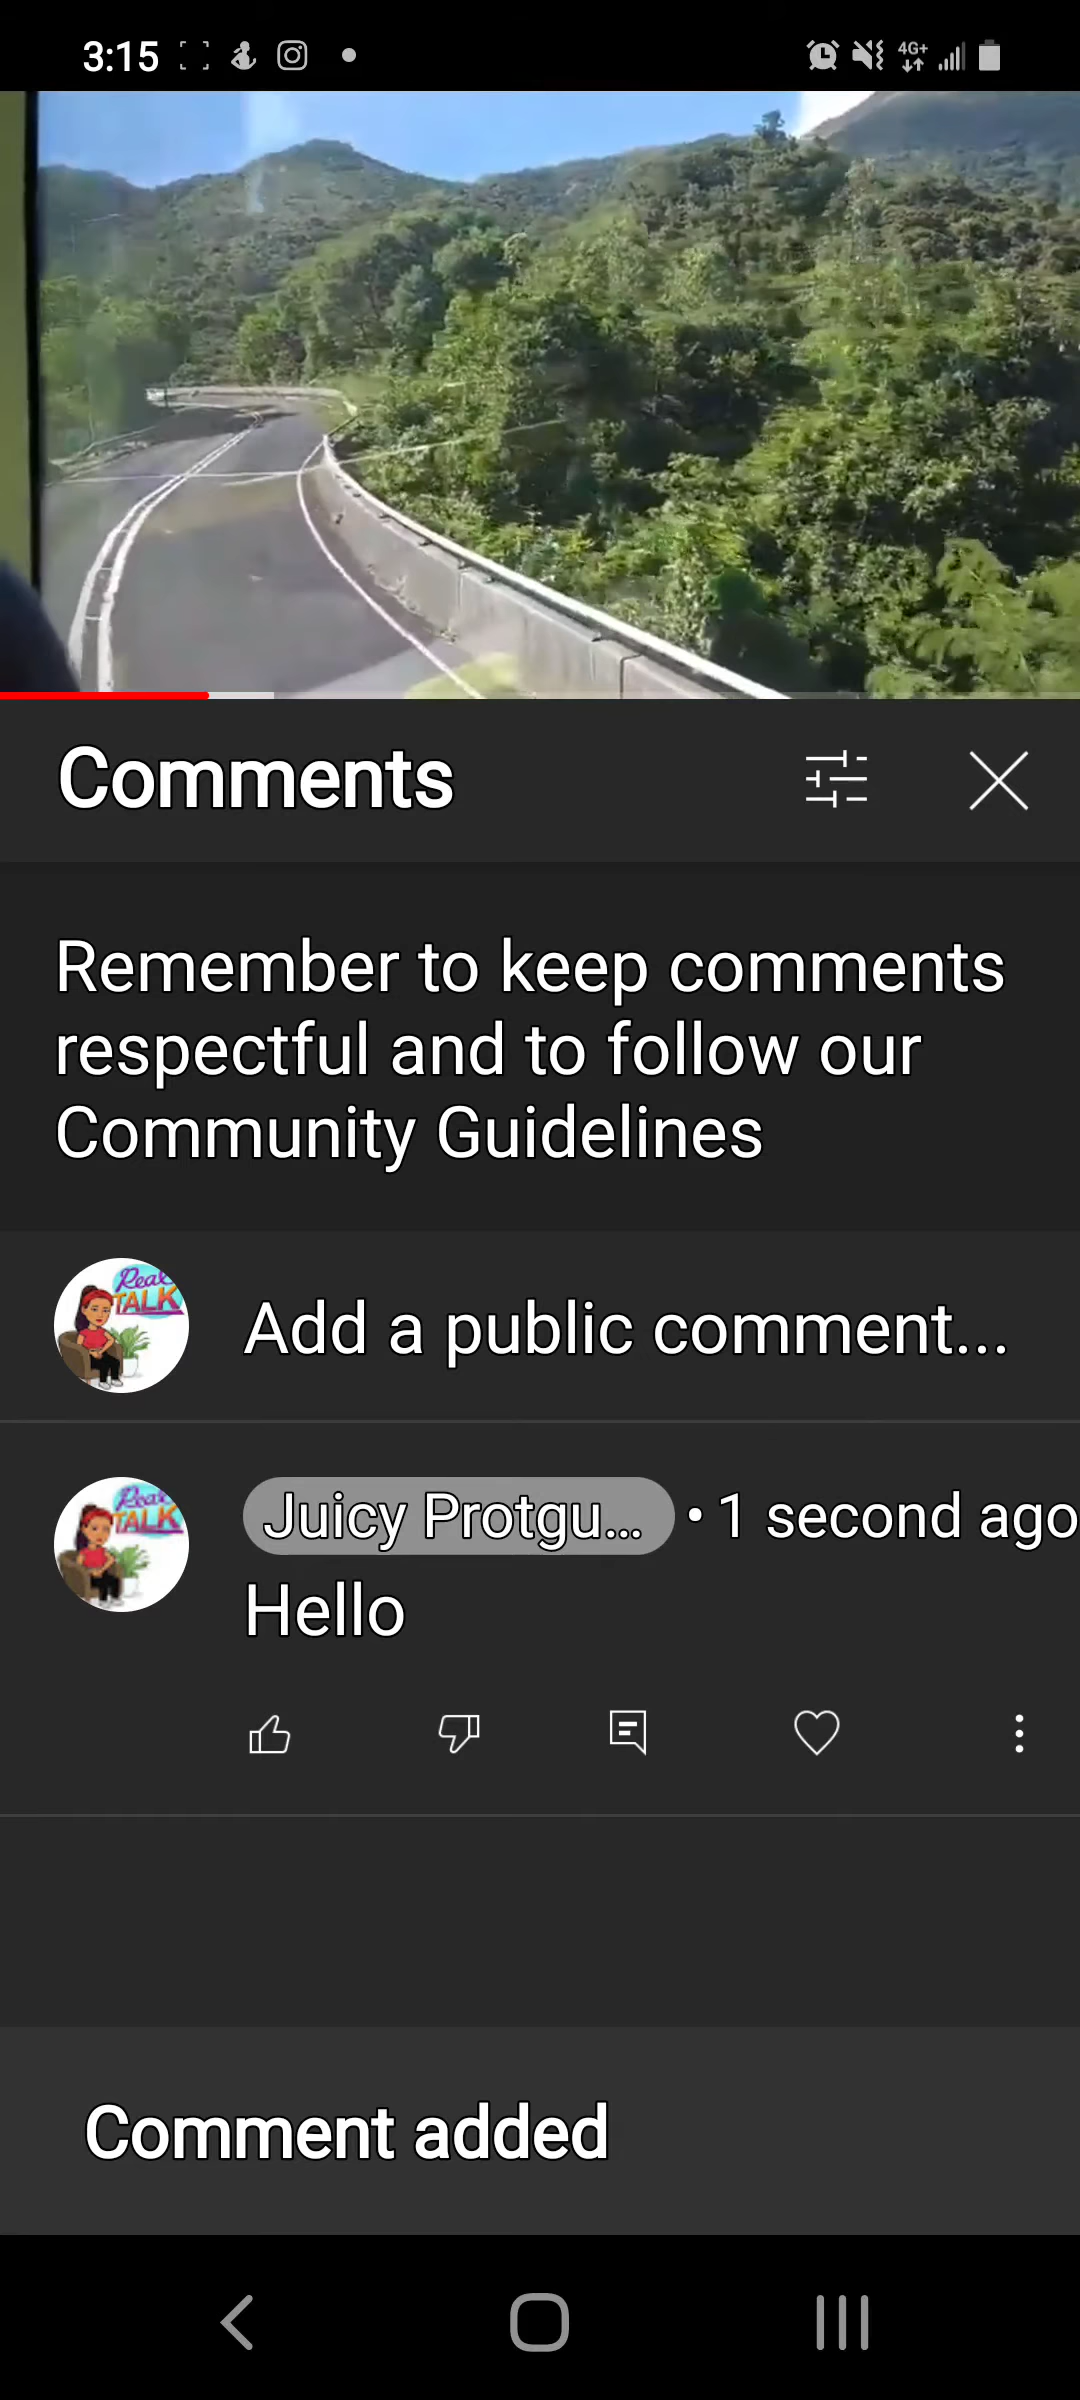 3:15
4G+
Comments
Remember to keep comments
respectful and to follow our
Community Guidelines
Real
TALK
Add a public comment...
Real
TALK
Juicy Protgu... • 1 second ago
Hello
Comment added